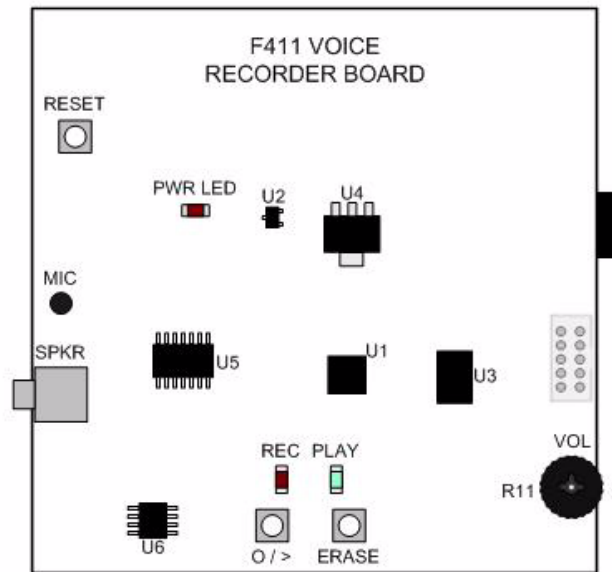 F411 VOICE
RECORDER BOARD
RESET
PWR LED
U2
U4
MIC
SPKR
U5
U1
U3
VOL
REC
PLAY
R11
U6
O / >
ERASE